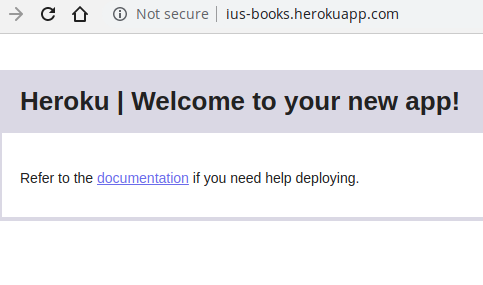 Not secure | ius-books.herokuapp.com
Heroku | Welcome to your new app!
Refer to the documentation if you need help deploying.